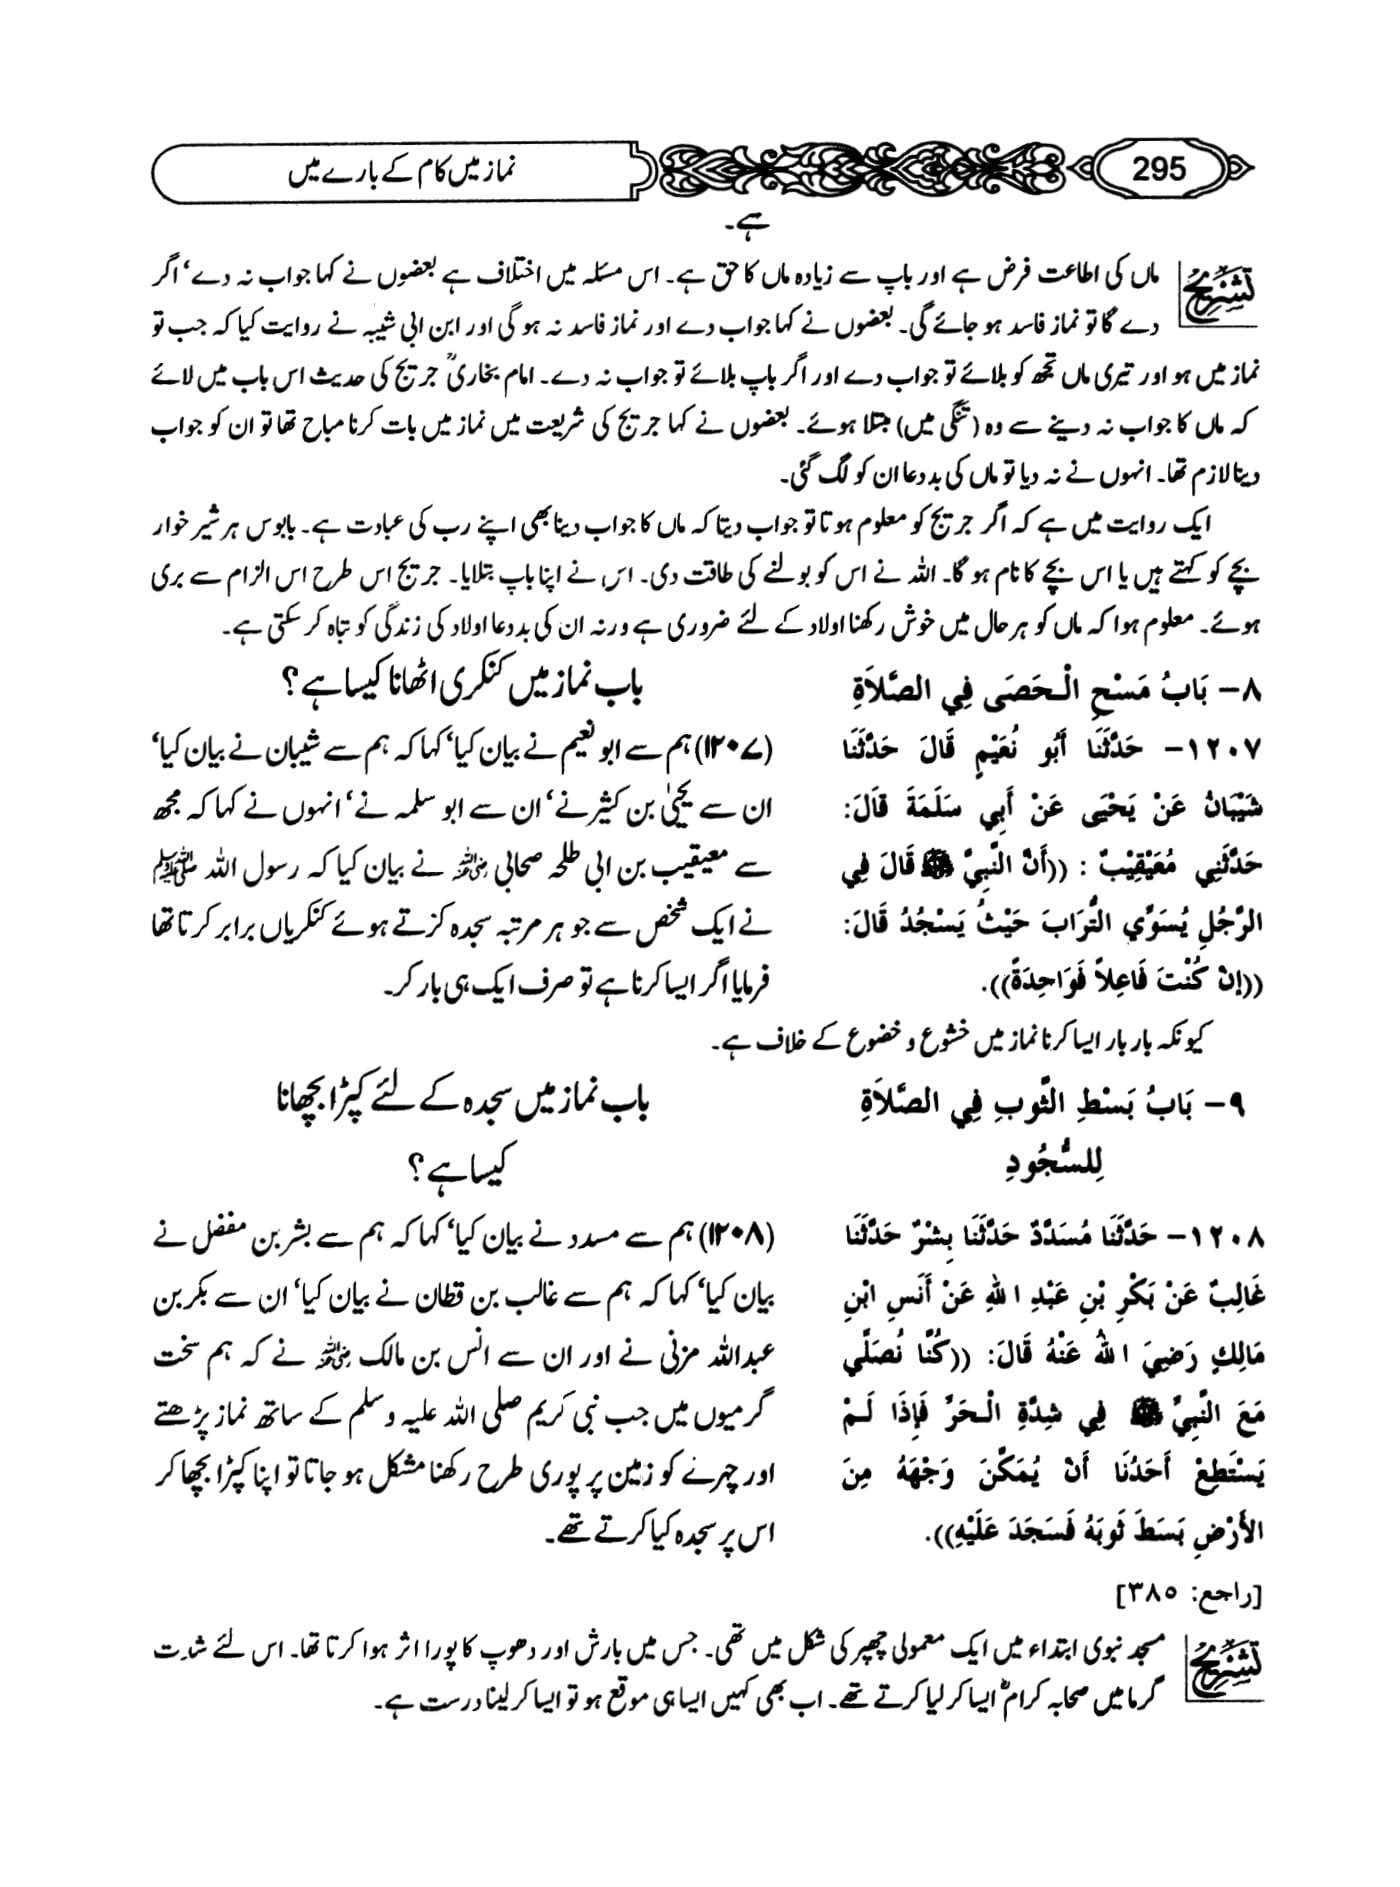 295
نماز میں کام کے بارے میں
ہے۔
تشریح
ماں کی اطاعت فرض ہے اور باپ سے زیادہ ماں کا حق ہے۔ اس مسئلہ میں اختلاف ہے بعضوں نے کہا جواب نہ دے‘ اگر
دے گا تو نماز فاسد ہو جائے گی۔ بعضوں نے کہا جواب دے اور نماز فاسد نہ ہو گی اور ابن ابی شیبہ نے روایت کیا کہ جب تو
نماز میں ہو اور تیری ماں تجھ کو بلائے تو جواب دے اور اگر باپ بلائے تو جواب نہ دے۔ امام بخاریؒ جریج کی حدیث اس باب میں لائے
کہ ماں کا جواب نہ دینے سے وہ (تنگی میں) مبتلا ہوئے۔ بعضوں نے کہا جریج کی شریعت میں نماز میں بات کرنا مباح تھا تو ان کو جواب
دینا لازم تھا۔ انہوں نے نہ دیا تو ماں کی بد دعا ان کو لگ گئی۔
ایک روایت میں ہے کہ اگر جریج کو معلوم ہوتا تو جواب دیتا کہ ماں کا جواب دینا بھی اپنے رب کی عبادت ہے۔ بابوس ہر شیر خوار
بچے کو کہتے ہیں یا اس بچے کا نام ہو گا۔ اللہ نے اس کو بولنے کی طاقت دی۔ اس نے اپنا باپ بتلایا۔ جریج اس طرح اس الزام سے بری
ہوئے۔ معلوم ہوا کہ ماں کو ہر حال میں خوش رکھنا اولاد کے لئے ضروری ہے ورنہ ان کی بد دعا اولاد کی زندگی کو تباہ کر سکتی ہے۔
٨- بَابُ مَسْحِ الْحَصَى فِي الصَّلاَةِ
١٢٠٧- حَدَّثَنَا أَبُو نُعَيْمٍ قَالَ حَدَّثَنَا
شَيْبَانُ عَنْ يَحْيَى عَنْ أَبِي سَلَمَةَ قَالَ:
حَدَّثَنِي مُعَيْقِيْبٌ : ((أَنَّ النَّبِيَّ ﷺ قَالَ فِي
الرَّجُلِ يُسَوِّي التُّرَابَ حَيْثُ يَسْجُدُ قَالَ:
((إِنْ كُنْتَ فَاعِلاً فَوَاحِدَةً)).
باب نماز میں کنکری اٹھانا کیسا ہے؟
(١٢٠٧) ہم سے ابو نعیم نے بیان کیا‘ کہا کہ ہم سے شیبان نے بیان کیا‘
ان سے یحییٰ بن کثیر نے‘ ان سے ابو سلمہ نے‘ انہوں نے کہا کہ مجھ
سے معیقیب بن ابی طلحہ صحابی رضی اللہ عنہ نے بیان کیا کہ رسول اللہ ﷺ
نے ایک شخص سے جو ہر مرتبہ سجدہ کرتے ہوئے کنکریاں برابر کرتا تھا
فرمایا اگر ایسا کرنا ہے تو صرف ایک ہی بار کر۔
کیونکہ بار بار ایسا کرنا نماز میں خشوع و خضوع کے خلاف ہے۔
٩- بَابُ بَسْطِ الثَّوبِ فِي الصَّلاَةِ
لِلسُّجُودِ
١٢٠٨- حَدَّثَنَا مُسَدَّدٌ حَدَّثَنَا بِشْرٌ حَدَّثَنَا
غَالِبٌ عَنْ بَكْرِ بْنِ عَبْدِ اللهِ عَنْ أَنَسِ ابْنِ
مَالِكٍ رَضِيَ اللهُ عَنْهُ قَالَ: ((كُنَّا نُصَلِّي
مَعَ النَّبِيِّ ﷺ فِي شِدَّةِ الْحَرِّ فَإِذَا لَمْ
يَسْتَطِعْ أَحَدُنَا أَنْ يُمَكِّنَ وَجْهَهُ مِنَ
الأَرْضِ بَسَطَ ثَوبَهُ فَسَجَدَ عَلَيْهِ)).
[راجع: ٣٨٥]
باب نماز میں سجدہ کے لئے کپڑا بچھانا
کیسا ہے؟
(١٢٠٨) ہم سے مسدد نے بیان کیا‘ کہا کہ ہم سے بشر بن مفضل نے
بیان کیا‘ کہا کہ ہم سے غالب بن قطان نے بیان کیا‘ ان سے بکر بن
عبداللہ مزنی نے اور ان سے انس بن مالک رضی اللہ عنہ نے کہ ہم سخت
گرمیوں میں جب نبی کریم صلی اللہ علیہ وسلم کے ساتھ نماز پڑھتے
اور چہرے کو زمین پر پوری طرح رکھنا مشکل ہو جاتا تو اپنا کپڑا بچھا کر
اس پر سجدہ کیا کرتے تھے۔
تشریح
مسجد نبوی ابتداء میں ایک معمولی چھپر کی شکل میں تھی۔ جس میں بارش اور دھوپ کا پورا اثر ہوا کرتا تھا۔ اس لئے شدت
گرما میں صحابہ کرامؓ ایسا کر لیا کرتے تھے۔ اب بھی کہیں ایسا ہی موقع ہو تو ایسا کر لینا درست ہے۔